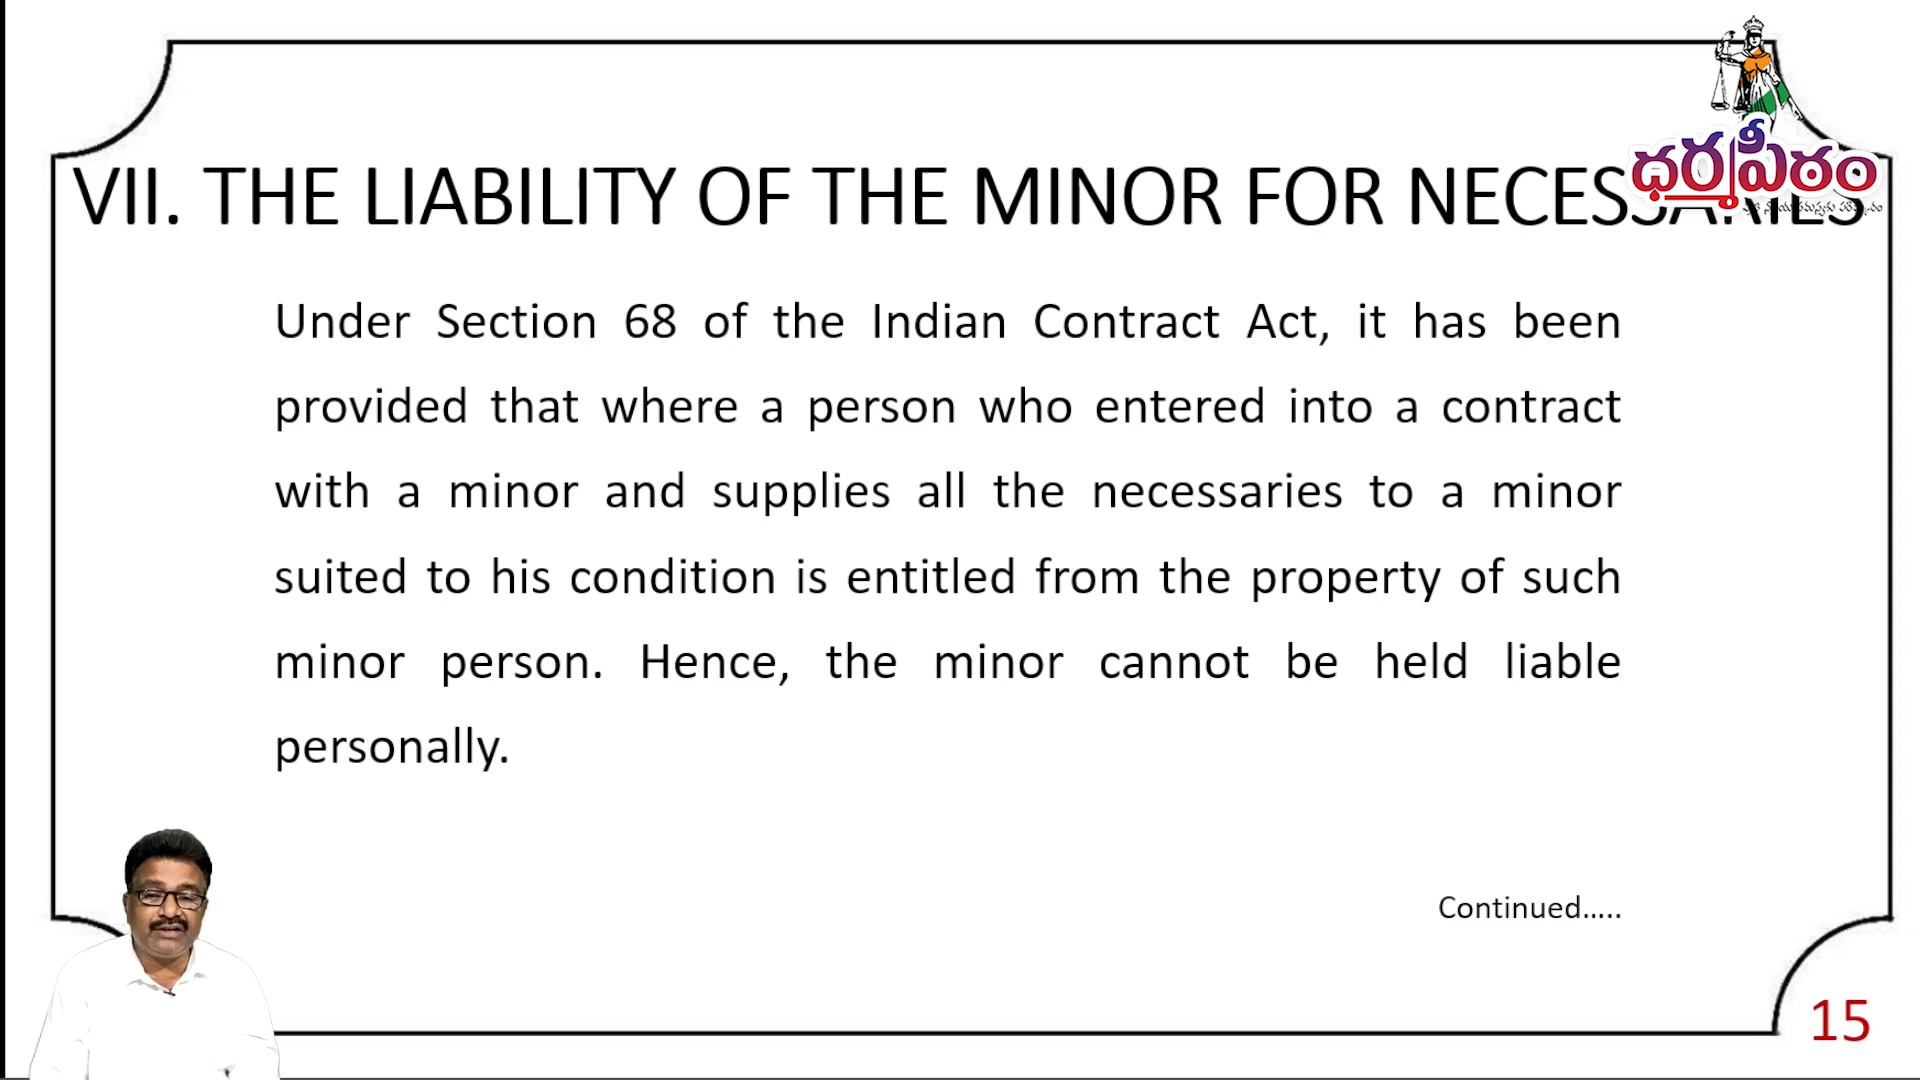 VII. THE LIABILITY OF THE MINOR FOR NECESSARIES
ధర్మపీఠం
Under Section 68 of the Indian Contract Act, it has been
provided that where a person who entered into a contract
with a minor and supplies all the necessaries to a minor
suited to his condition is entitled from the property of such
minor person. Hence, the minor cannot be held liable
personally.
Continued.....
15